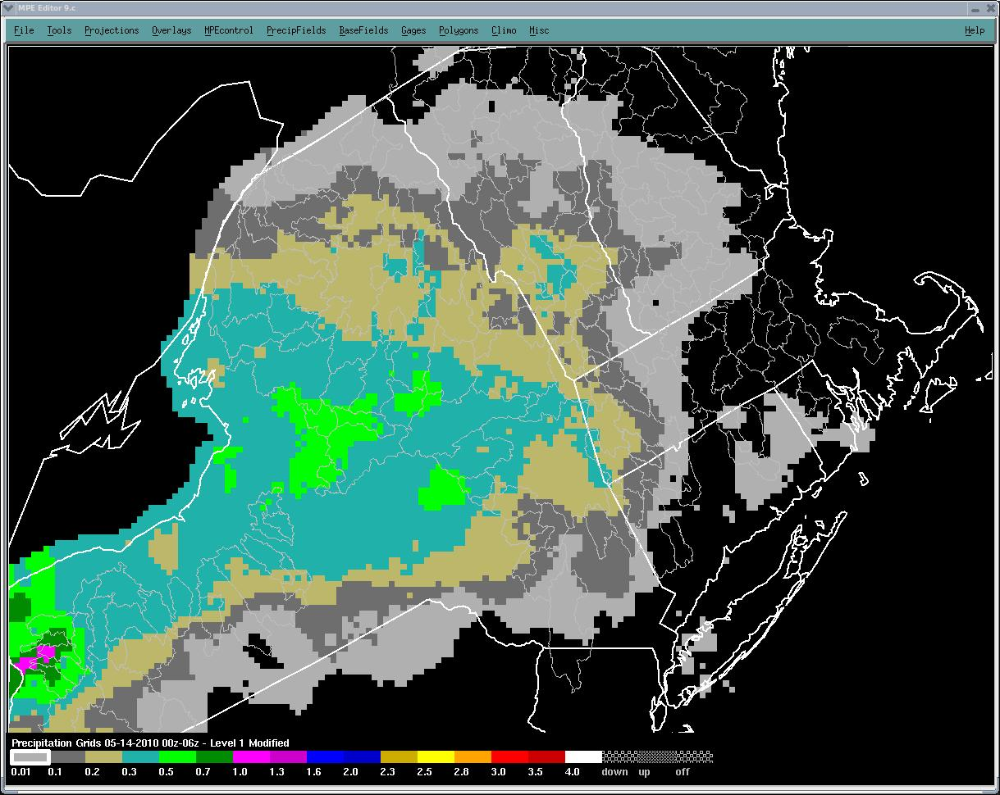 MPE Editor 9.c
File Tools Projections Overlays MPEcontrol PrecipFields BaseFields Gages Polygons Climo Misc Help
Precipitation Grids 05-14-2010 00z-06z - Level 1 Modified
0.01 0.1 0.2 0.3 0.5 0.7 1.0 1.3 1.6 2.0 2.3 2.5 2.8 3.0 3.5 4.0 down up off